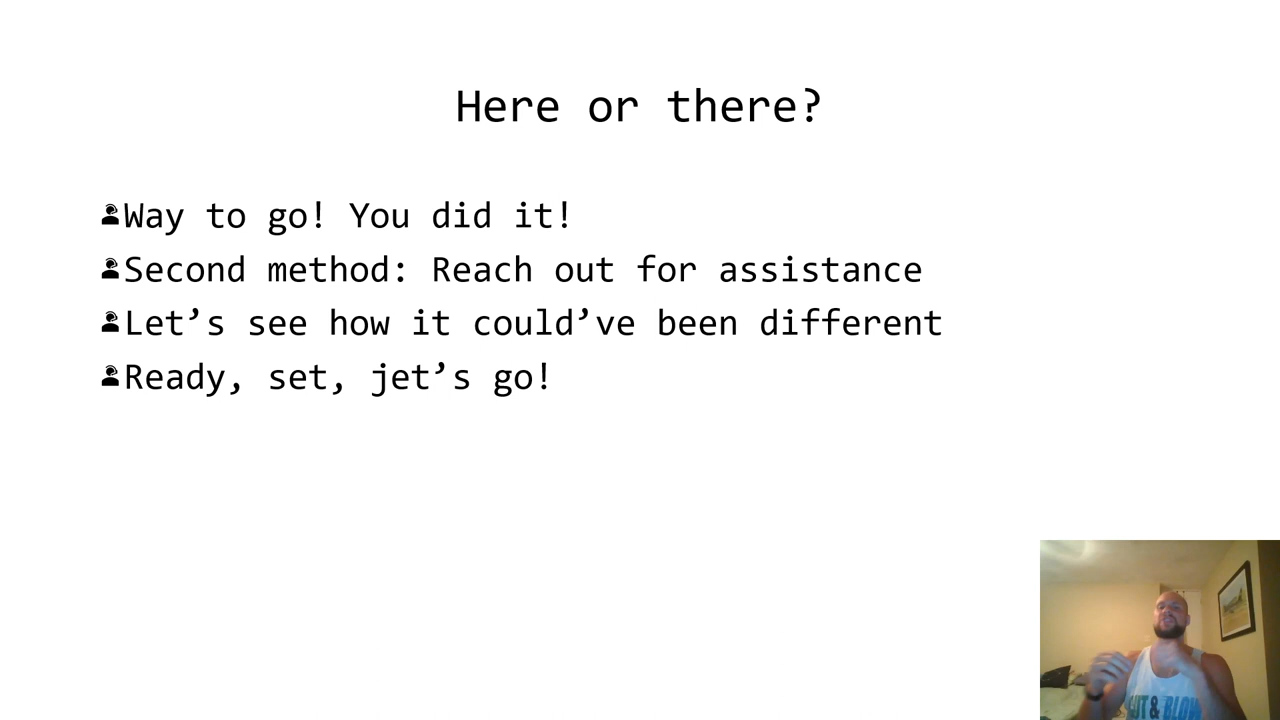 Here or there?
Way to go! You did it!
Second method: Reach out for assistance
Let’s see how it could’ve been different
Ready, set, jet’s go!